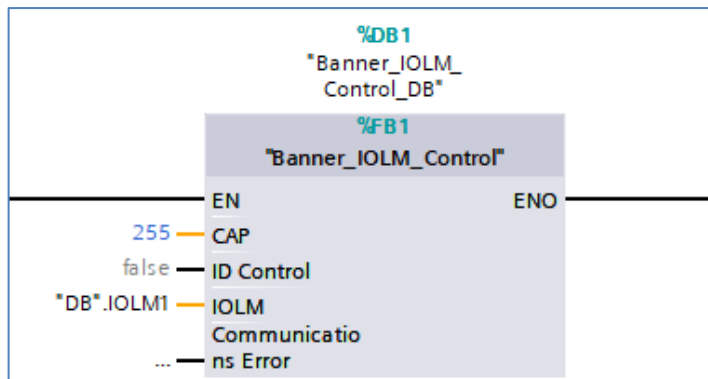 %DB1
"Banner_IOLM_
Control_DB"
%FB1
"Banner_IOLM_Control"
EN ENO
255 CAP
false ID Control
"DB".IOLM1 IOLM
Communicatio
... ns Error